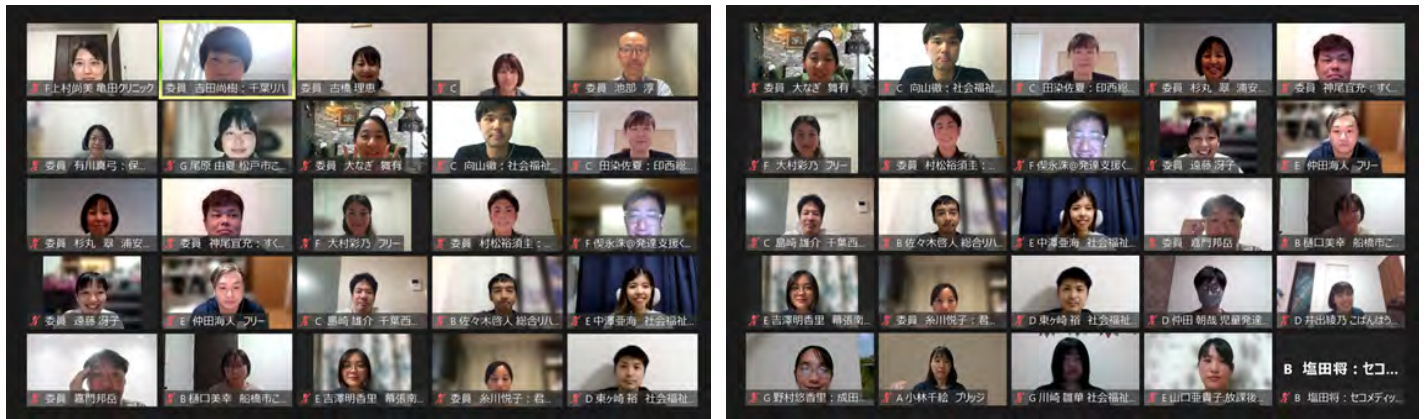 F上村尚美 亀田クリニック
委員 吉田尚樹：千葉リハ
委員 古橋 理恵
C
委員 池部 淳
委員 有川真弓：保...
G 尾原 由夏 松戸市こ...
委員 大なぎ 舞有
C 向山徹：社会福祉...
C 田染佐夏：印西総...
委員 杉丸 翠 浦安...
委員 神尾宜充：すく...
F 大村彩乃 フリー
委員 村松裕須圭：...
F 俣永洙@発達支援く...
委員 遠藤 冴子
E 仲田海人 フリー
C 島崎 雄介 千葉西...
B 佐々木啓人 総合リハ...
E 中澤亜海 社会福祉...
委員 嘉門邦岳
B 樋口美幸 船橋市こ...
E 吉澤明香里 幕張南...
委員 糸川悦子：君...
D 東ヶ崎 裕 社会福祉...
委員 大なぎ 舞有
C 向山徹：社会福祉...
C 田染佐夏：印西総...
委員 杉丸 翠 浦安...
委員 神尾宜充：すく...
F 大村彩乃 フリー
委員 村松裕須圭：...
F 俣永洙@発達支援く...
委員 遠藤 冴子
E 仲田海人 フリー
C 島崎 雄介 千葉西...
B 佐々木啓人 総合リハ...
E 中澤亜海 社会福祉...
委員 嘉門邦岳
B 樋口美幸 船橋市こ...
E 吉澤明香里 幕張南...
委員 糸川悦子：君...
D 東ヶ崎 裕 社会福祉...
D 仲田 朝哉 児童発達...
D 井出綾乃 こぱんはう...
G 野村悠香里：成田...
A 小林千絵 ブリッジ
G 川崎 雛華 社会福祉...
E 山口亜貴子 放課後...
B 塩田将：セコ...
B 塩田将：セコメディッ...